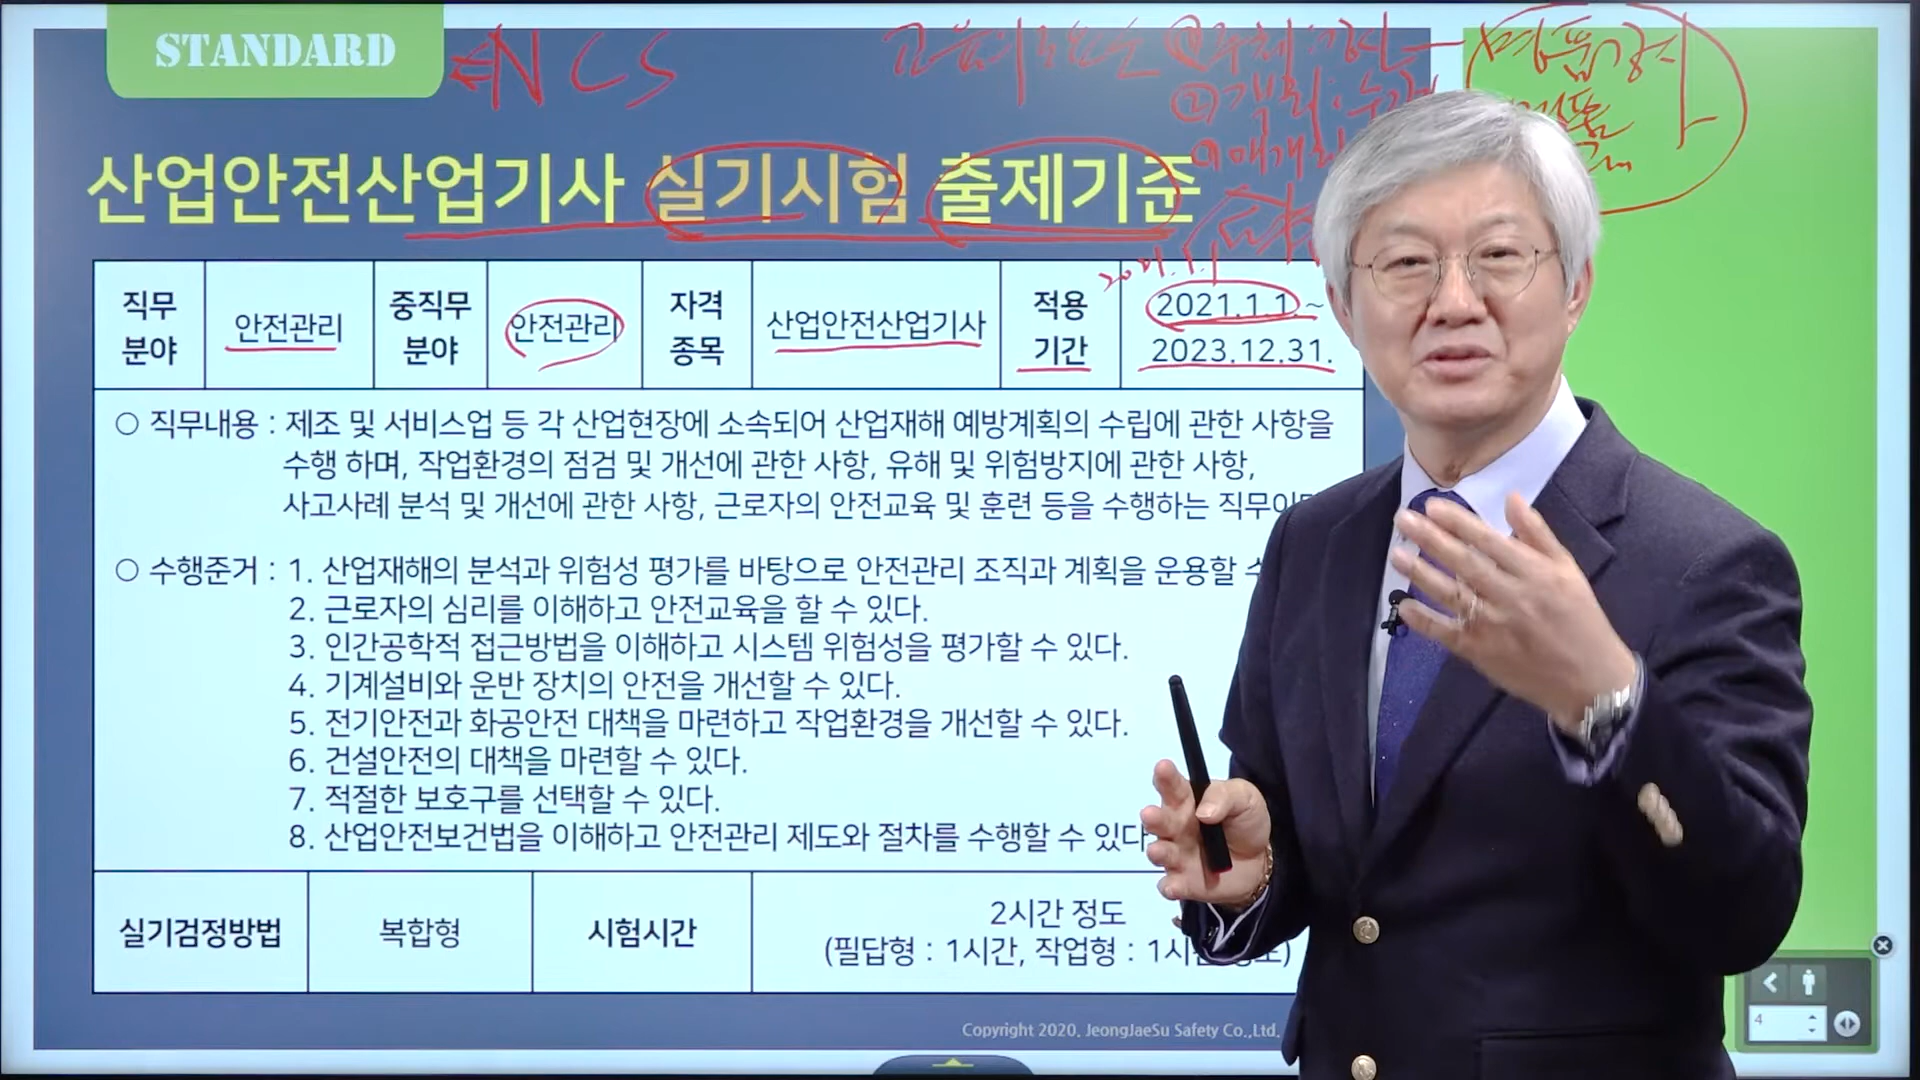 STANDARD
NCS
산업안전산업기사 실기시험 출제기준
2021.1.1
직무 분야
안전관리
중직무 분야
안전관리
자격 종목
산업안전산업기사
적용 기간
2021.1.1 ~
2023.12.31.
○ 직무내용 : 제조 및 서비스업 등 각 산업현장에 소속되어 산업재해 예방계획의 수립에 관한 사항을
수행 하며, 작업환경의 점검 및 개선에 관한 사항, 유해 및 위험방지에 관한 사항,
사고사례 분석 및 개선에 관한 사항, 근로자의 안전교육 및 훈련 등을 수행하는
○ 수행준거 : 1. 산업재해의 분석과 위험성 평가를 바탕으로 안전관리 조직과 계획을 운용할
2. 근로자의 심리를 이해하고 안전교육을 할 수 있다.
3. 인간공학적 접근방법을 이해하고 시스템 위험성을 평가할 수 있다.
4. 기계설비와 운반 장치의 안전을 개선할 수 있다.
5. 전기안전과 화공안전 대책을 마련하고 작업환경을 개선할 수 있다.
6. 건설안전의 대책을 마련할 수 있다.
7. 적절한 보호구를 선택할 수 있다.
8. 산업안전보건법을 이해하고 안전관리 제도와 절차를 수행할 수 있다
실기검정방법
복합형
시험시간
2시간 정도
(필답형 : 1시간, 작업형 : 1시
Copyright 2020. JeongJaeSu Safety Co.,Ltd.
4